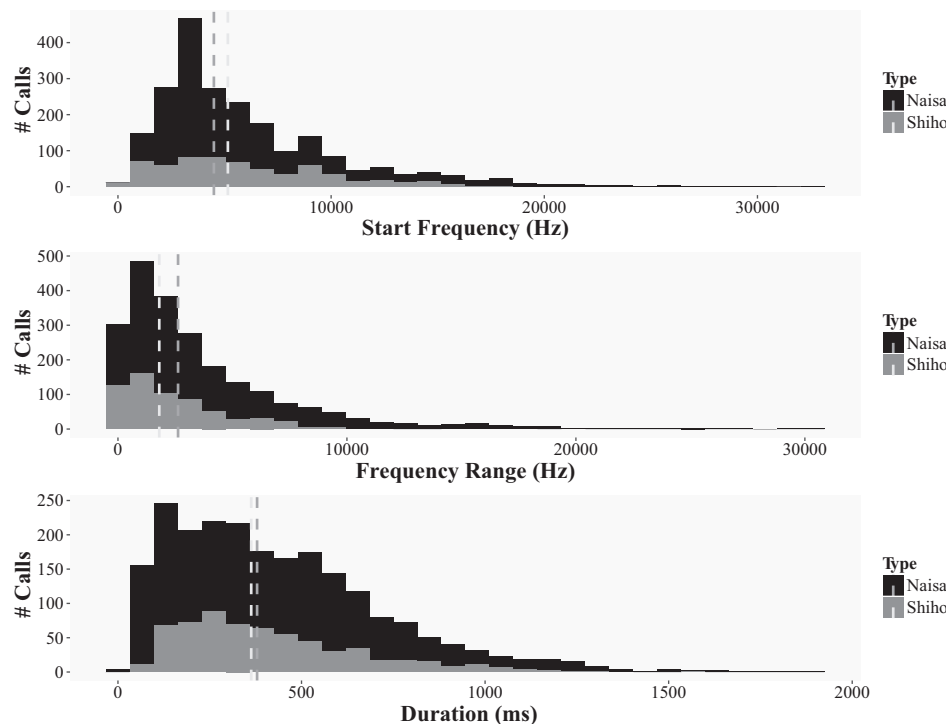 # Calls
400
300
200
100
0
0 10000 20000 30000
Start Frequency (Hz)
Type
Naisa
Shiho
# Calls
500
400
300
200
100
0
0 10000 20000 30000
Frequency Range (Hz)
Type
Naisa
Shiho
# Calls
250
200
150
100
50
0
0 500 1000 1500 2000
Duration (ms)
Type
Naisa
Shiho